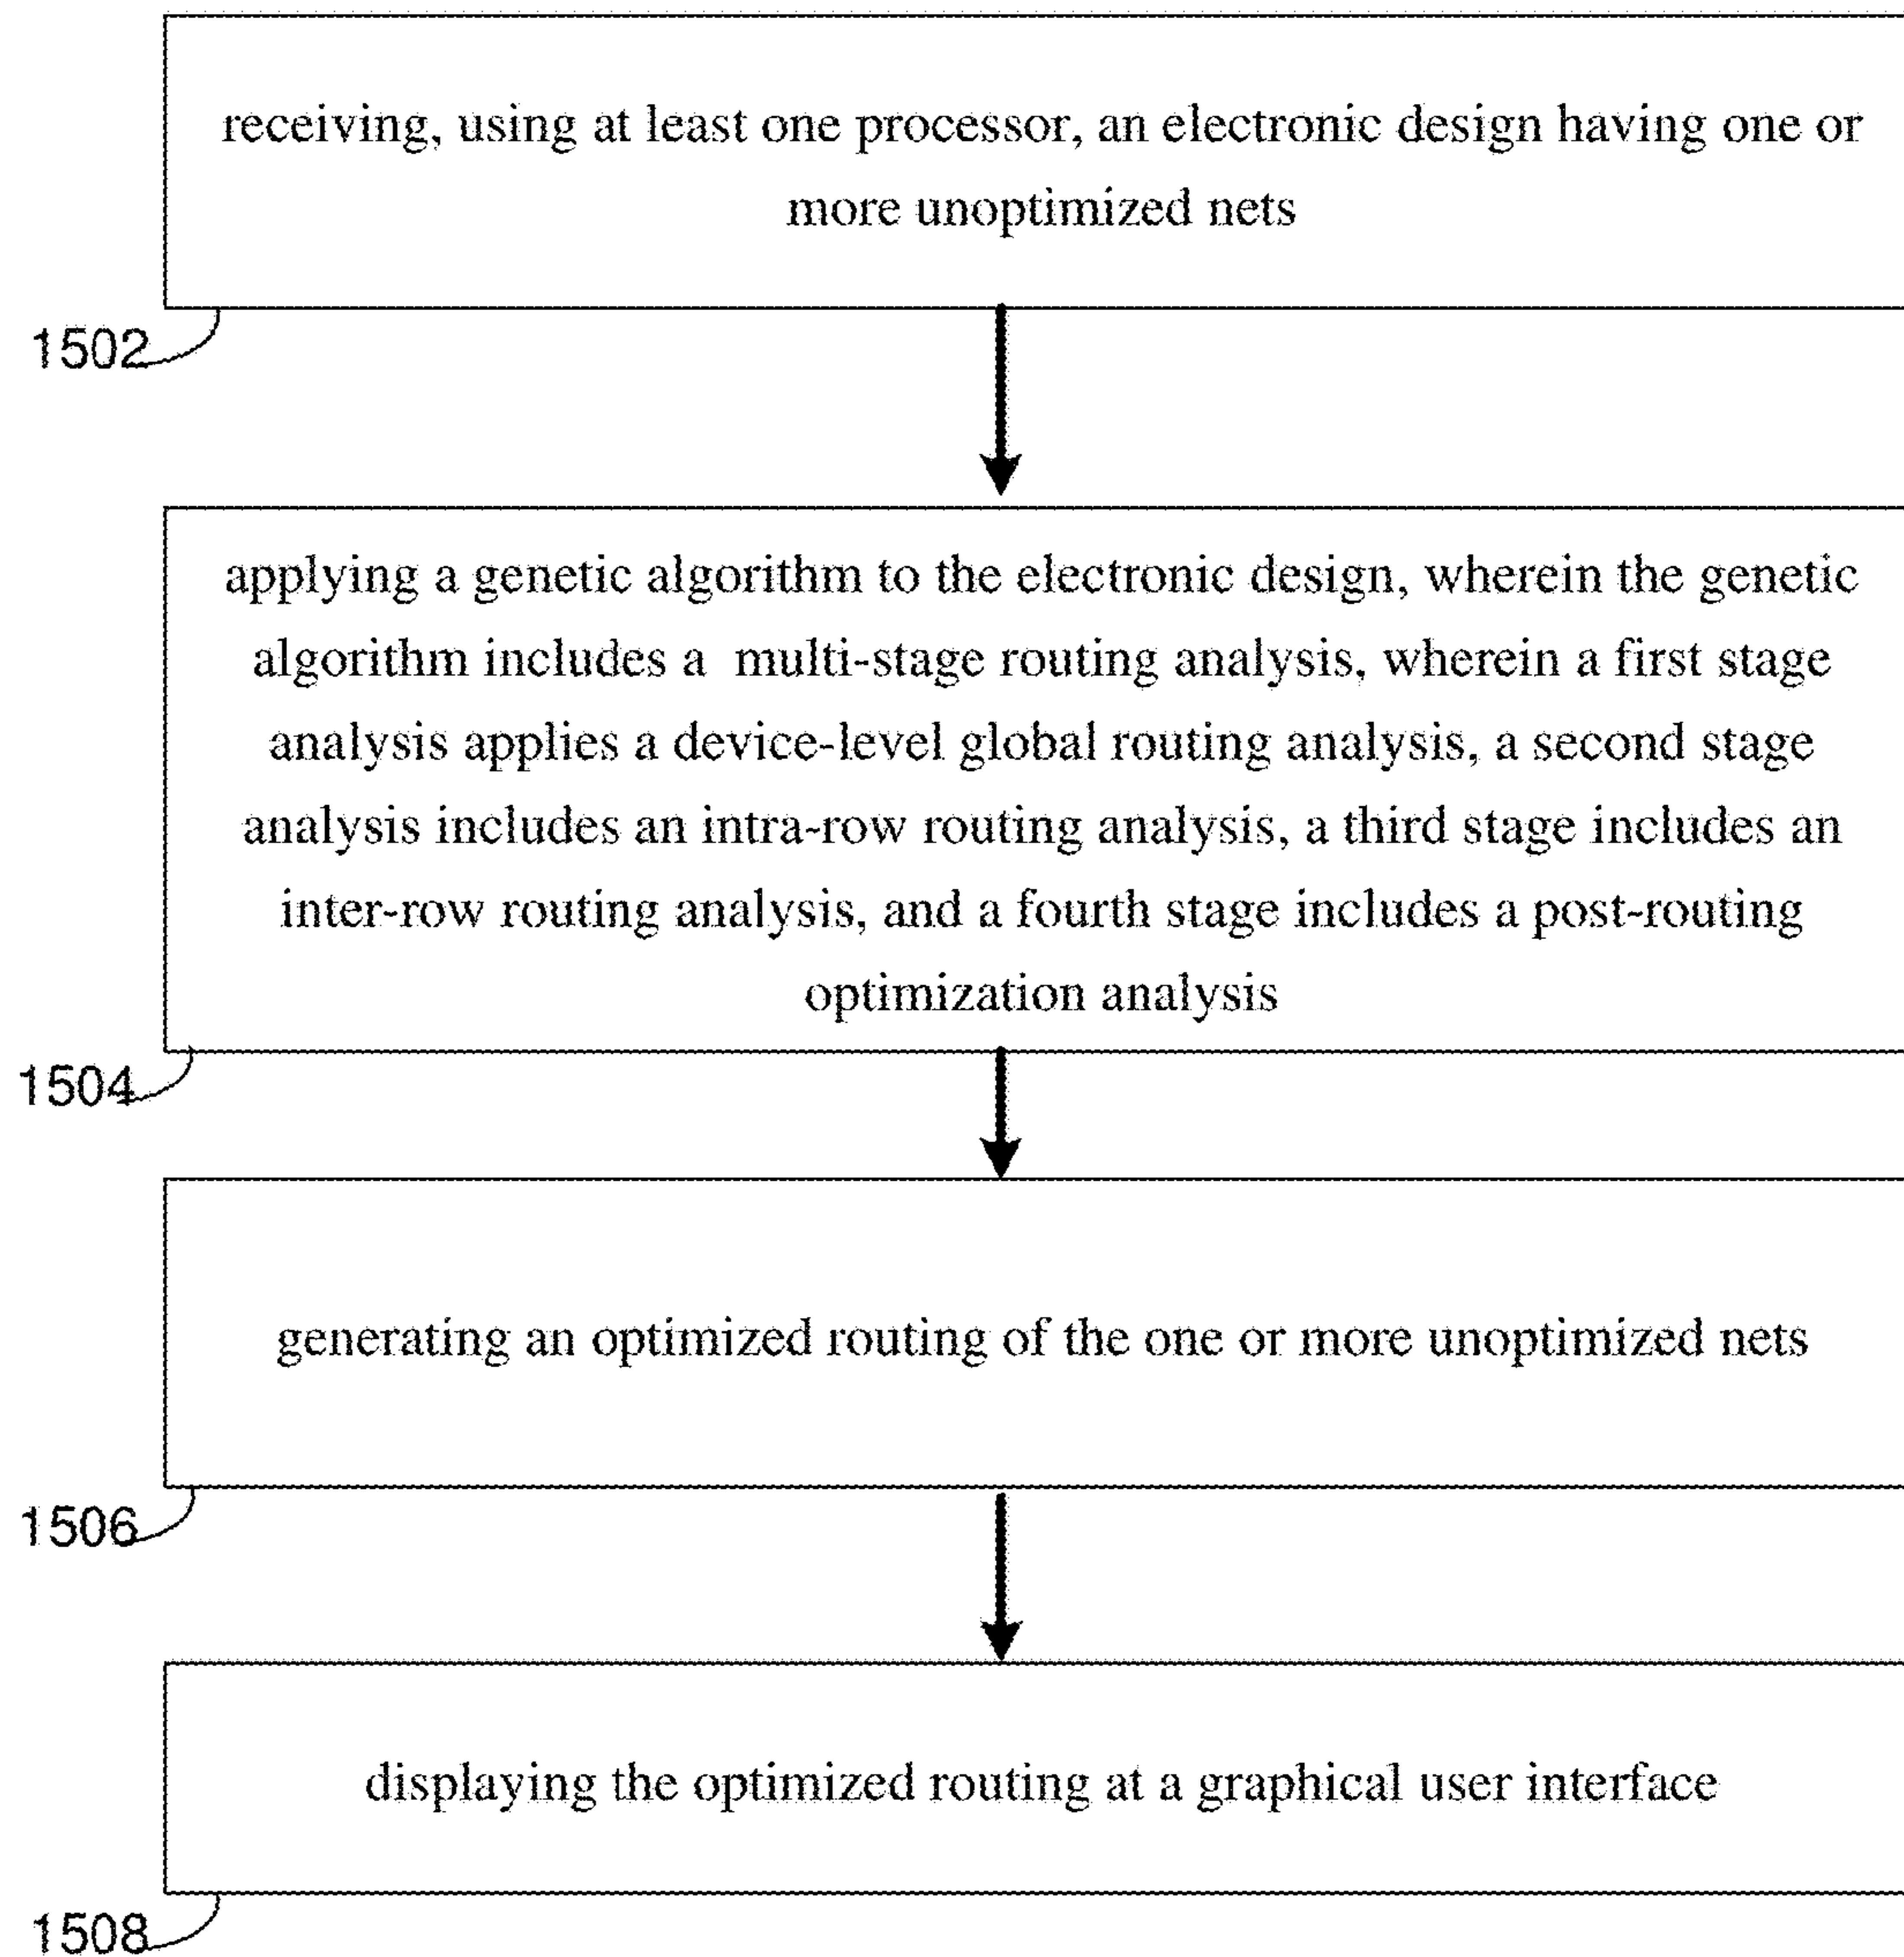 receiving, using at least one processor, an electronic design having one or
more unoptimized nets
1502
applying a genetic algorithm to the electronic design, wherein the genetic
algorithm includes a multi-stage routing analysis, wherein a first stage
analysis applies a device-level global routing analysis, a second stage
analysis includes an intra-row routing analysis, a third stage includes an
inter-row routing analysis, and a fourth stage includes a post-routing
optimization analysis
1504
generating an optimized routing of the one or more unoptimized nets
1506
displaying the optimized routing at a graphical user interface
1508